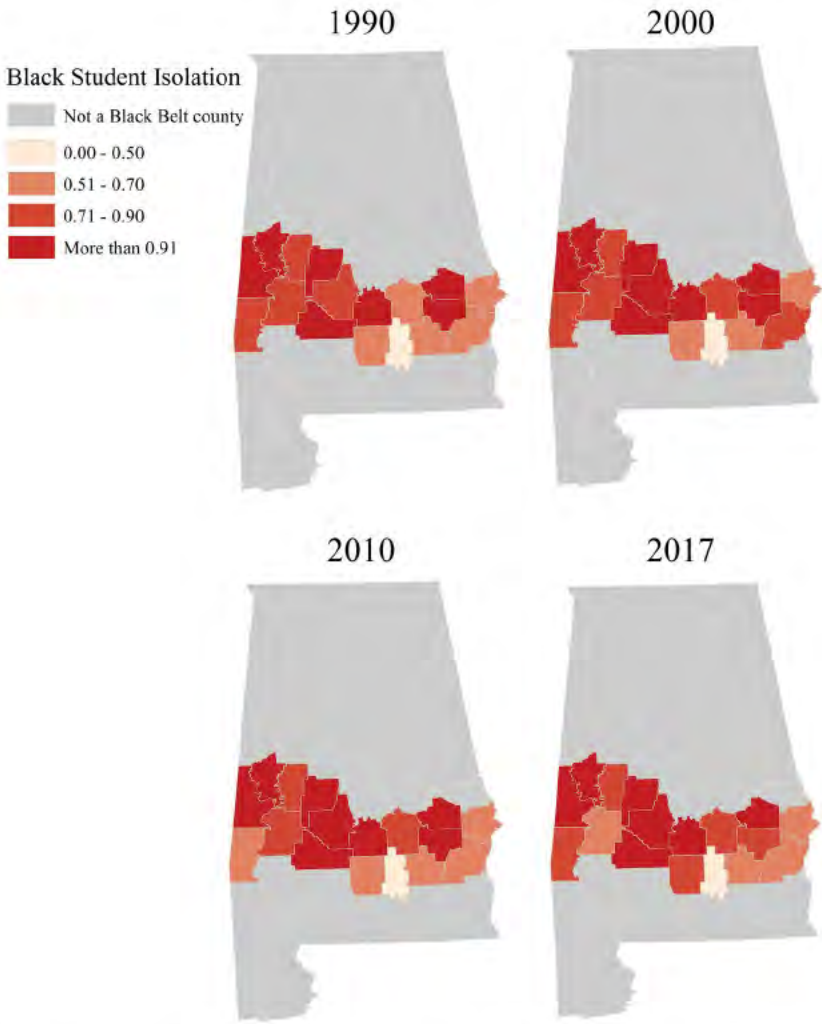 1990
2000
Black Student Isolation
Not a Black Belt county
0.00 - 0.50
0.51 - 0.70
0.71 - 0.90
More than 0.91
2010
2017